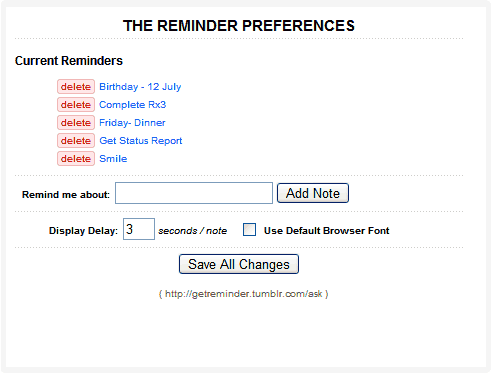 THE REMINDER PREFERENCES
Current Reminders
delete Birthday - 12 July
delete Complete Rx3
delete Friday- Dinner
delete Get Status Report
delete Smile
Remind me about: Add Note
Display Delay: 3 seconds / note Use Default Browser Font
Save All Changes
( http://getreminder.tumblr.com/ask )